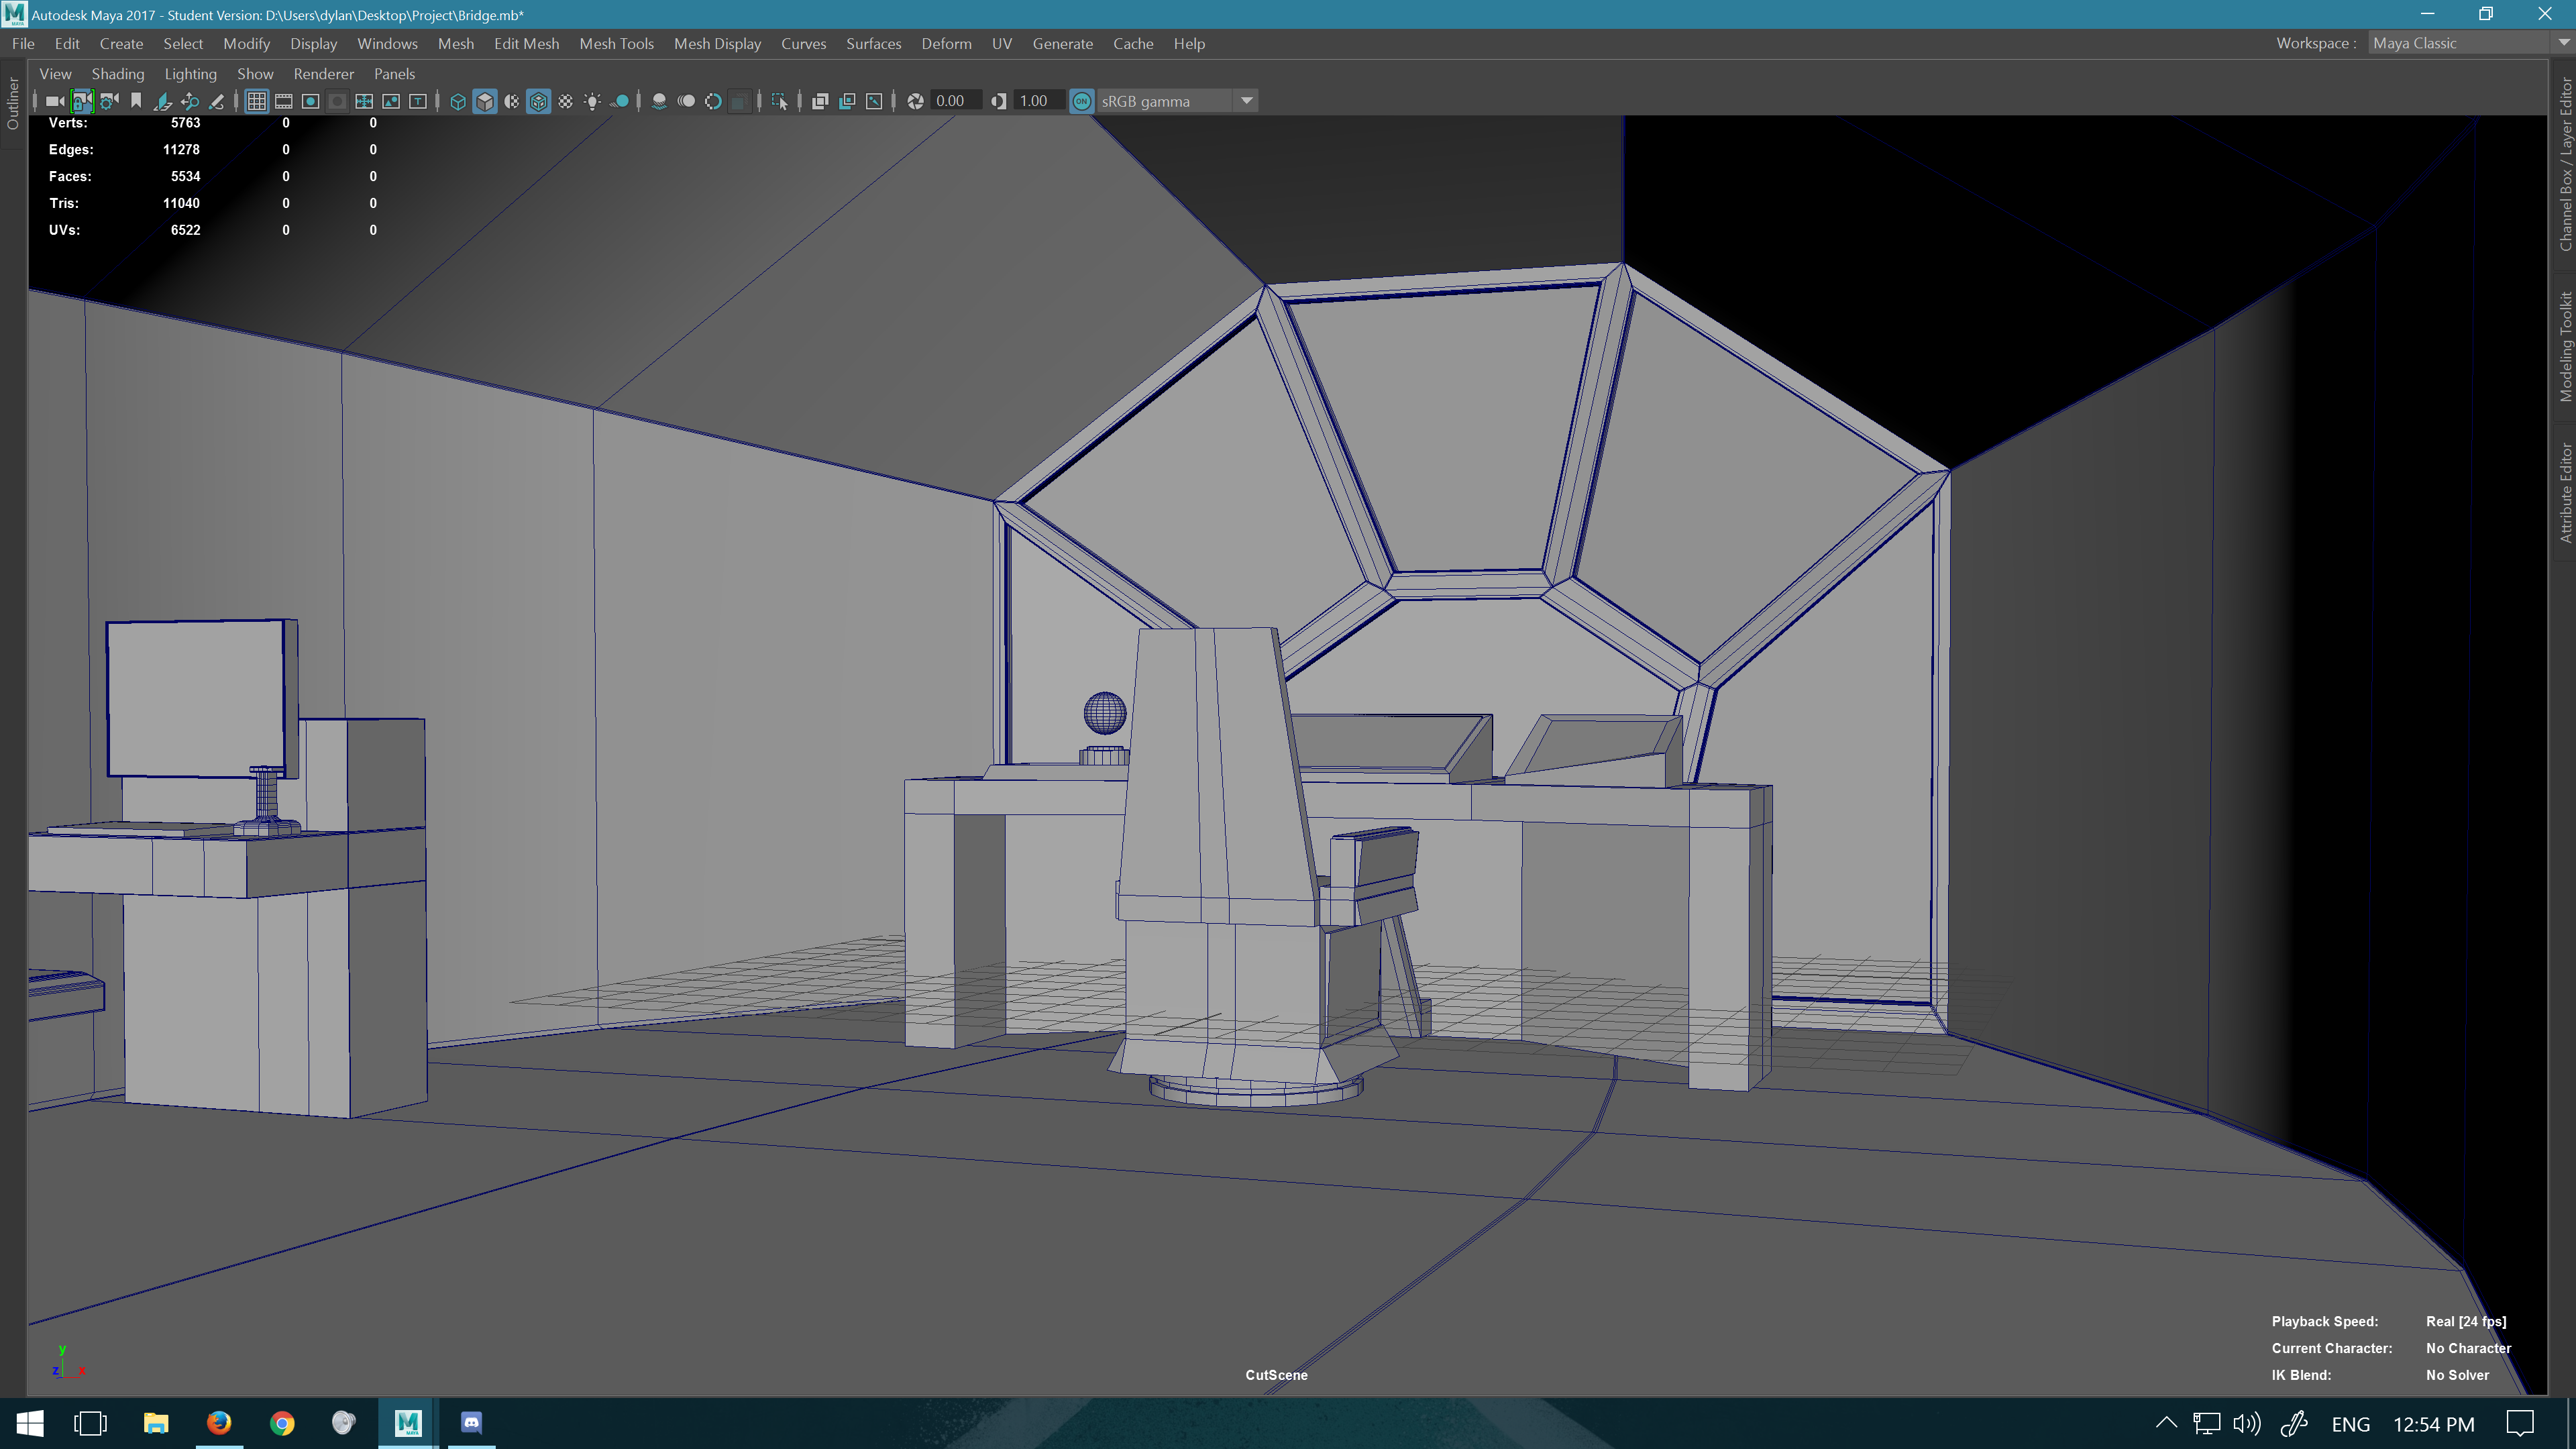 Autodesk Maya 2017 - Student Version: D:\Users\dylan\Desktop\Project\Bridge.mb*
File Edit Create Select Modify Display Windows Mesh Edit Mesh Mesh Tools Mesh Display Curves Surfaces Deform UV Generate Cache Help Workspace : Maya Classic
View Shading Lighting Show Renderer Panels
0.00 1.00 ON sRGB gamma
Outliner
Verts: 5763 0 0
Edges: 11278 0 0
Faces: 5534 0 0
Tris: 11040 0 0
UVs: 6522 0 0
Channel Box / Layer Editor
Modeling Toolkit
Attribute Editor
Playback Speed: Real [24 fps]
Current Character: No Character
IK Blend: No Solver
y
z x
CutScene
M MAYA
ENG 12:54 PM